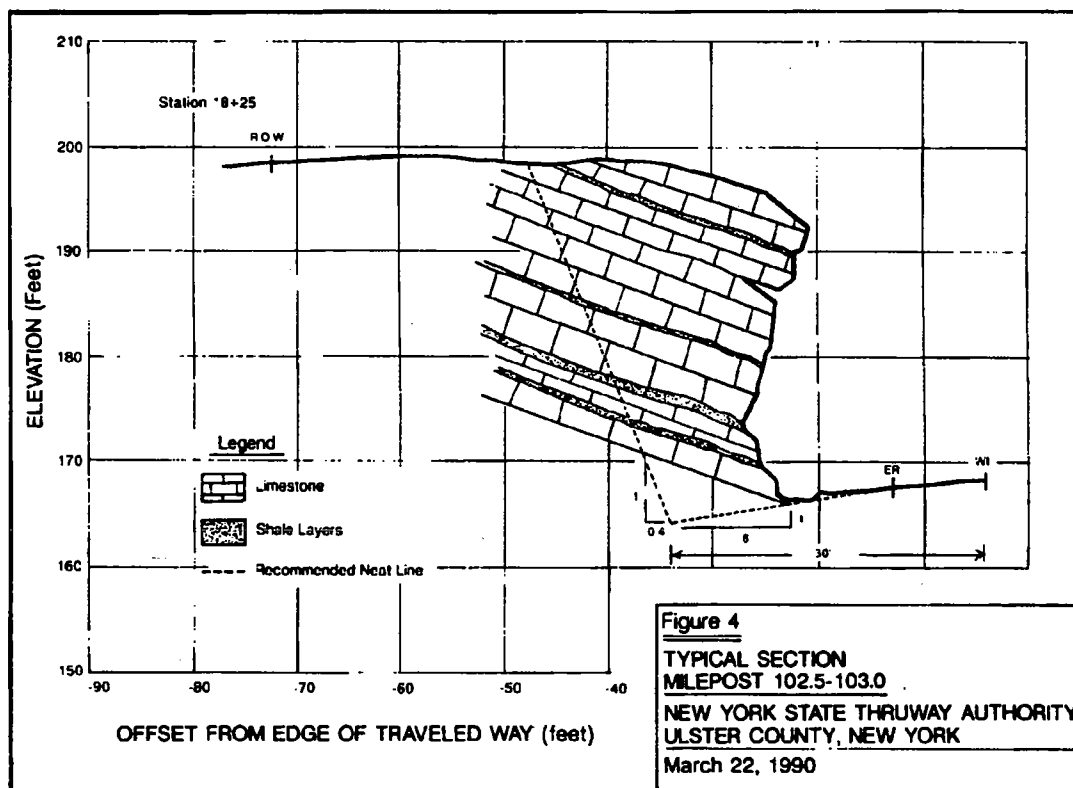 210
200
190
180
170
160
150
ELEVATION (Feet)
Station 18+25
ROW
Legend
Limestone
Shale Layers
Recommended Neat Line
1
0.4
6
1
30'
ER
-90
-80
-70
-60
-50
-40
OFFSET FROM EDGE OF TRAVELED WAY (feet)
Figure 4
TYPICAL SECTION
MILEPOST 102.5-103.0
NEW YORK STATE THRUWAY AUTHORITY
ULSTER COUNTY, NEW YORK
March 22, 1990